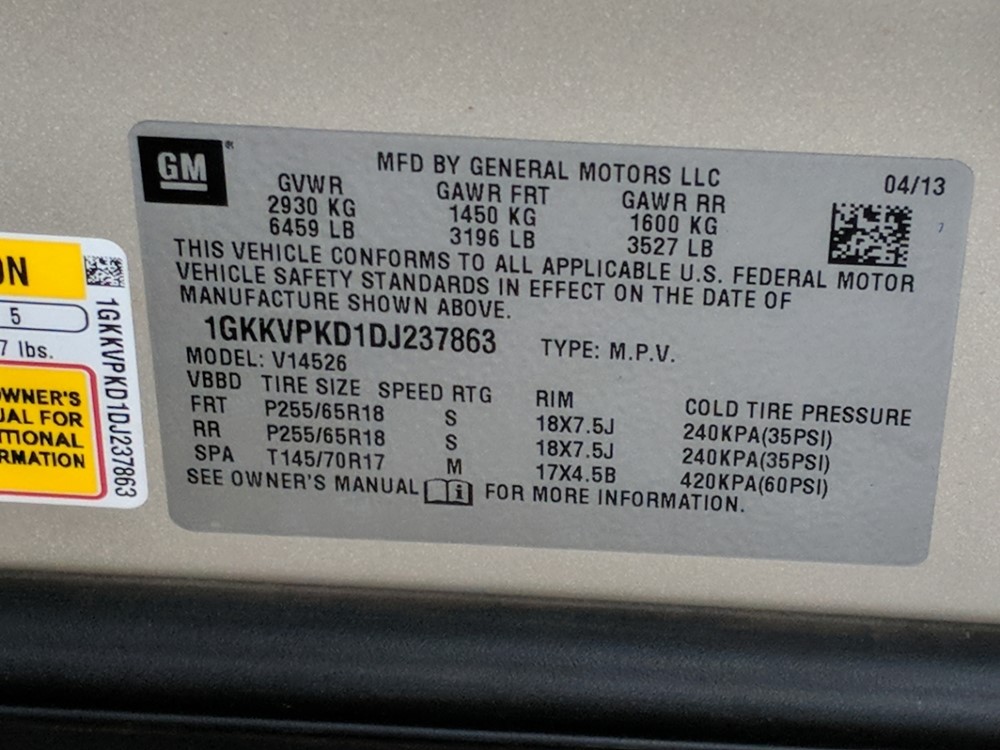 GM
MFD BY GENERAL MOTORS LLC
04/13
GVWR GAWR FRT GAWR RR
2930 KG 1450 KG 1600 KG
6459 LB 3196 LB 3527 LB
THIS VEHICLE CONFORMS TO ALL APPLICABLE U.S. FEDERAL MOTOR
VEHICLE SAFETY STANDARDS IN EFFECT ON THE DATE OF
MANUFACTURE SHOWN ABOVE.
1GKKVPKD1DJ237863 TYPE: M.P.V.
MODEL: V14526
VBBD TIRE SIZE SPEED RTG RIM COLD TIRE PRESSURE
FRT P255/65R18 S 18X7.5J 240KPA(35PSI)
RR P255/65R18 S 18X7.5J 240KPA(35PSI)
SPA T145/70R17 M 17X4.5B 420KPA(60PSI)
SEE OWNER'S MANUAL i FOR MORE INFORMATION.
7
ON
5
7 lbs.
OWNER'S
UAL FOR
ITIONAL
RMATION
1GKKVPKD1DJ237863